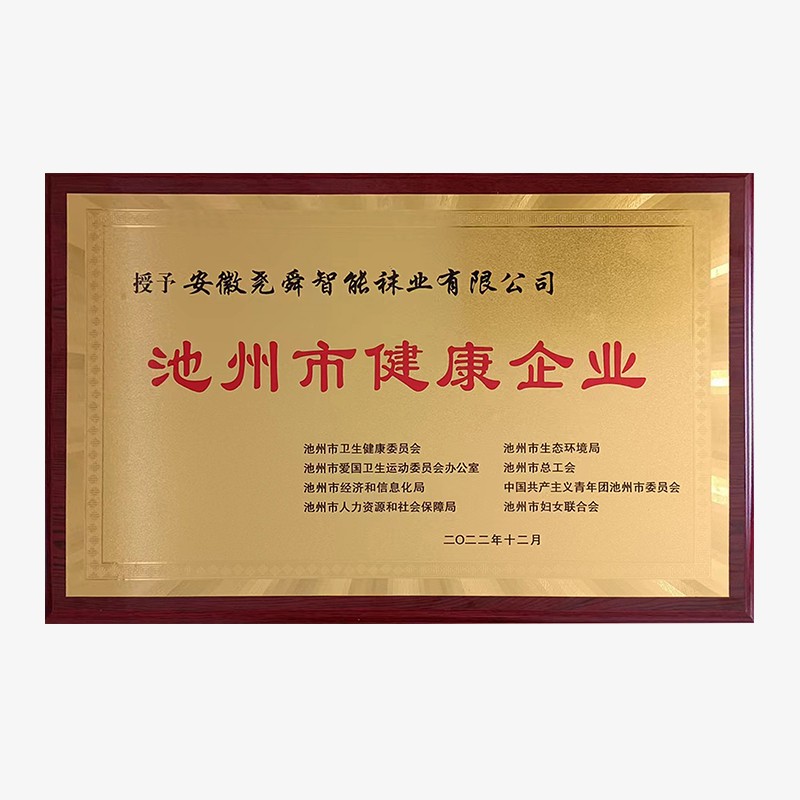 授予 安徽尧舜智能袜业有限公司
池州市健康企业
池州市卫生健康委员会 池州市生态环境局
池州市爱国卫生运动委员会办公室 池州市总工会
池州市经济和信息化局 中国共产主义青年团池州市委员会
池州市人力资源和社会保障局 池州市妇女联合会
二〇二二年十二月